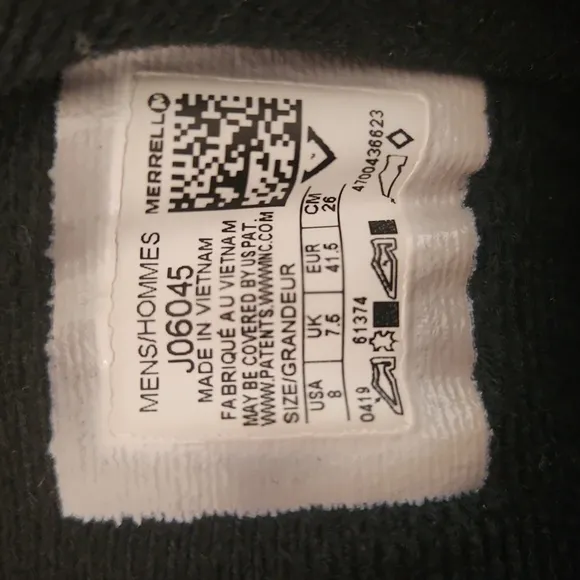 MERRELL
MENS/HOMMES
J06045
MADE IN VIETNAM
FABRIQUÉ AU VIETNAM
MAY BE COVERED BY US PAT.
WWW.PATENTS.WWWINC.COM
SIZE/GRANDEUR
USA UK EUR CM
8 7.5 41.5 26
0419 61374 4700436623